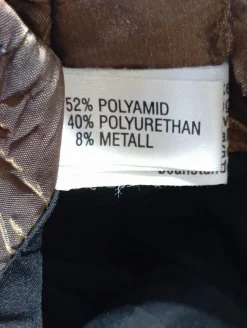 52% POLYAMID
40% POLYURETHAN
8% METALL